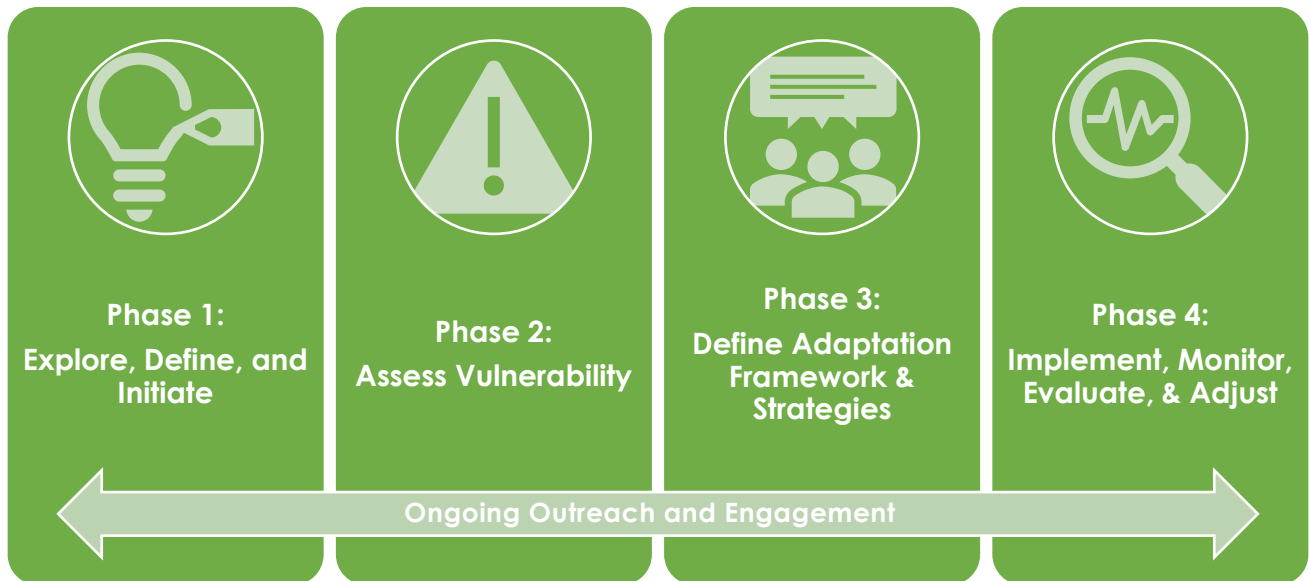 Phase 1:
Explore, Define, and
Initiate
Phase 2:
Assess Vulnerability
Phase 3:
Define Adaptation
Framework &
Strategies
Phase 4:
Implement, Monitor,
Evaluate, & Adjust
Ongoing Outreach and Engagement